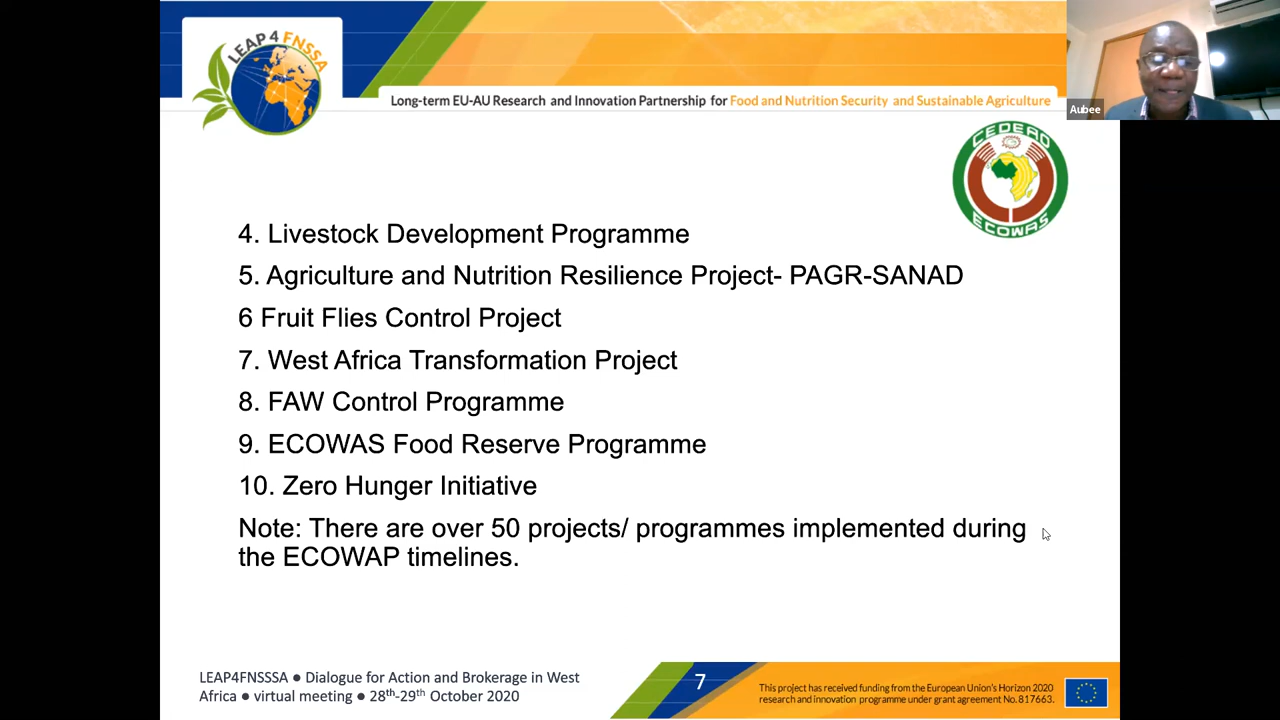 LEAP4FNSSA
Long-term EU-AU Research and Innovation Partnership for Food and Nutrition Security and Sustainable Agriculture
Aubee
CEDEAO
ECOWAS
4. Livestock Development Programme
5. Agriculture and Nutrition Resilience Project- PAGR-SANAD
6 Fruit Flies Control Project
7. West Africa Transformation Project
8. FAW Control Programme
9. ECOWAS Food Reserve Programme
10. Zero Hunger Initiative
Note: There are over 50 projects/ programmes implemented during
the ECOWAP timelines.
LEAP4FNSSSA ● Dialogue for Action and Brokerage in West
Africa ● virtual meeting ● 28th-29th October 2020
7
This project has received funding from the European Union's Horizon 2020
research and innovation programme under grant agreement No. 817663.